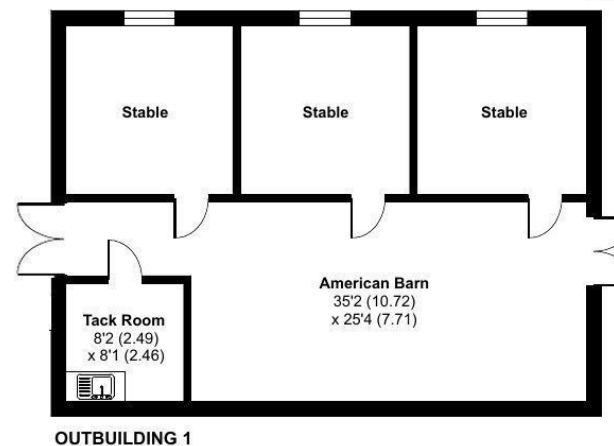 Stable
Stable
Stable
American Barn
35'2 (10.72)
x 25'4 (7.71)
Tack Room
8'2 (2.49)
x 8'1 (2.46)
OUTBUILDING 1